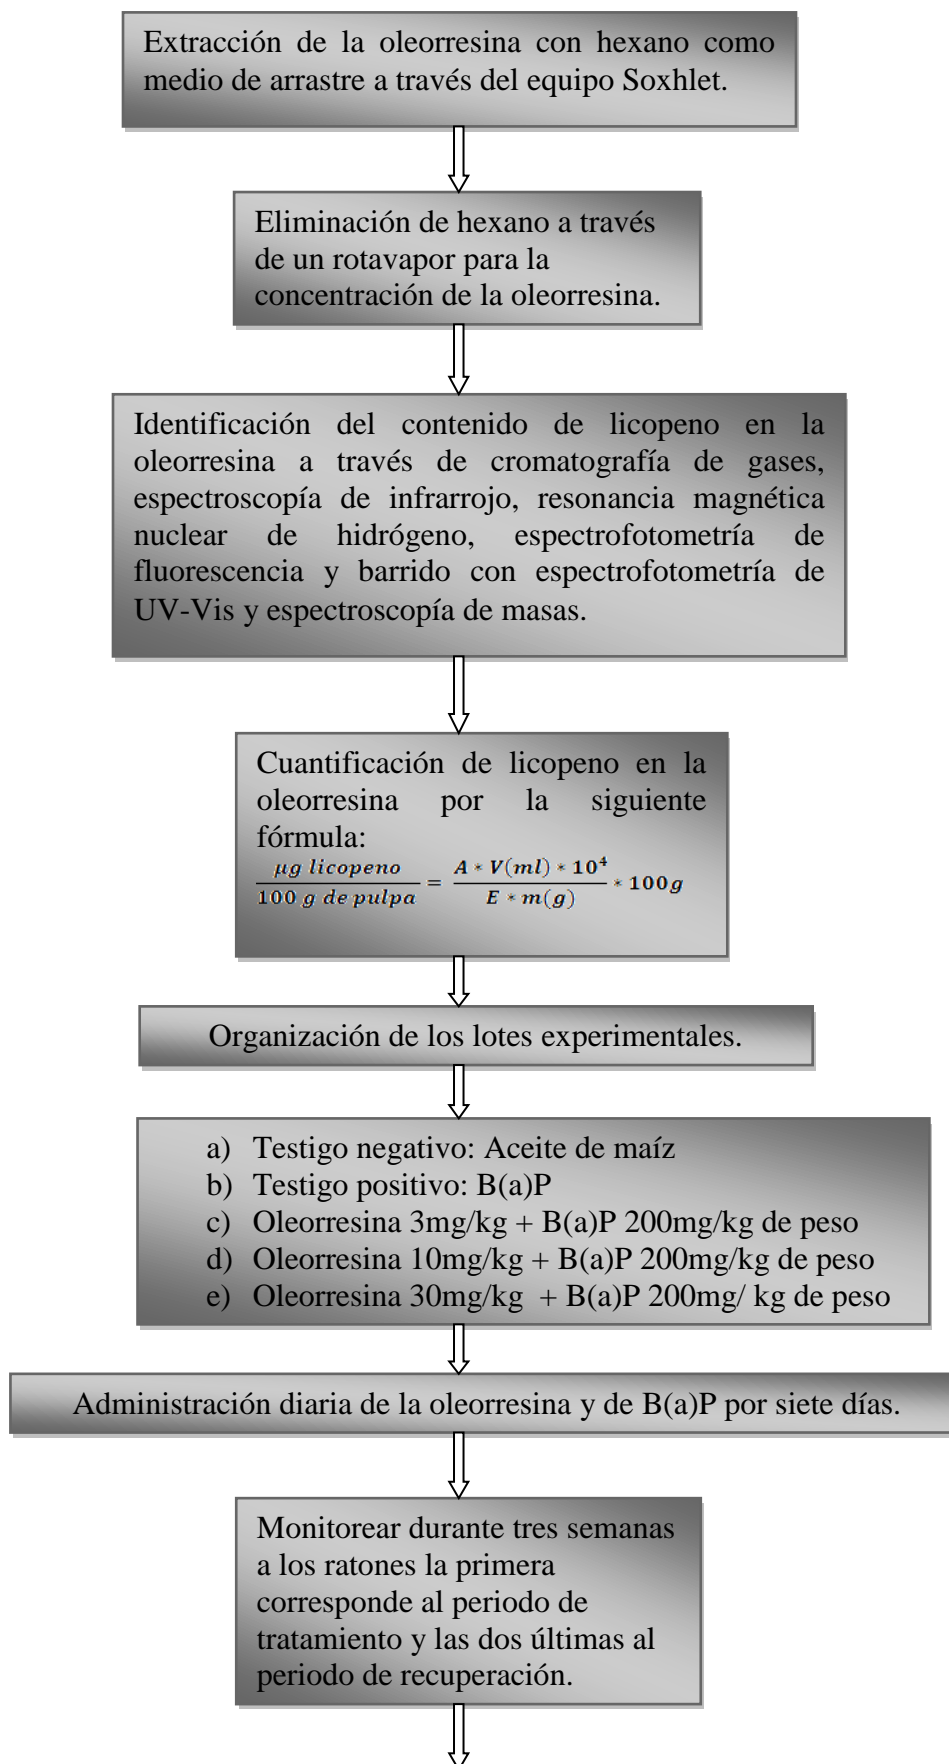 Extracción de la oleorresina con hexano como
medio de arrastre a través del equipo Soxhlet.
Eliminación de hexano a través
de un rotavapor para la
concentración de la oleorresina.
Identificación del contenido de licopeno en la
oleorresina a través de cromatografía de gases,
espectroscopía de infrarrojo, resonancia magnética
nuclear de hidrógeno, espectrofotometría de
fluorescencia y barrido con espectrofotometría de
UV-Vis y espectroscopía de masas.
Cuantificación de licopeno en la
oleorresina por la siguiente
fórmula:
μg licopeno / 100 g de pulpa = A * V(ml) * 10⁴ / E * m(g) * 100g
Organización de los lotes experimentales.
a) Testigo negativo: Aceite de maíz
b) Testigo positivo: B(a)P
c) Oleorresina 3mg/kg + B(a)P 200mg/kg de peso
d) Oleorresina 10mg/kg + B(a)P 200mg/kg de peso
e) Oleorresina 30mg/kg + B(a)P 200mg/ kg de peso
Administración diaria de la oleorresina y de B(a)P por siete días.
Monitorear durante tres semanas
a los ratones la primera
corresponde al periodo de
tratamiento y las dos últimas al
periodo de recuperación.